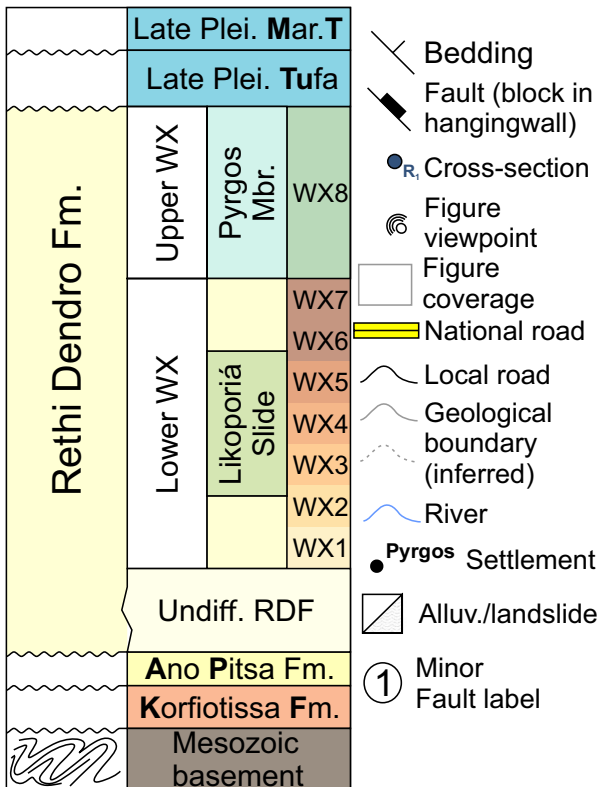 Late Plei. Mar.T
Late Plei. Tufa
Rethi Dendro Fm.
Upper WX
Pyrgos
Mbr.
WX8
Lower WX
Likoporiá
Slide
WX7
WX6
WX5
WX4
WX3
WX2
WX1
Undiff. RDF
Ano Pitsa Fm.
Korfiotissa Fm.
Mesozoic
basement
Bedding
Fault (block in
hangingwall)
R1 Cross-section
Figure
viewpoint
Figure
coverage
National road
Local road
Geological
boundary
(inferred)
River
Pyrgos Settlement
Alluv./landslide
1 Minor
Fault label